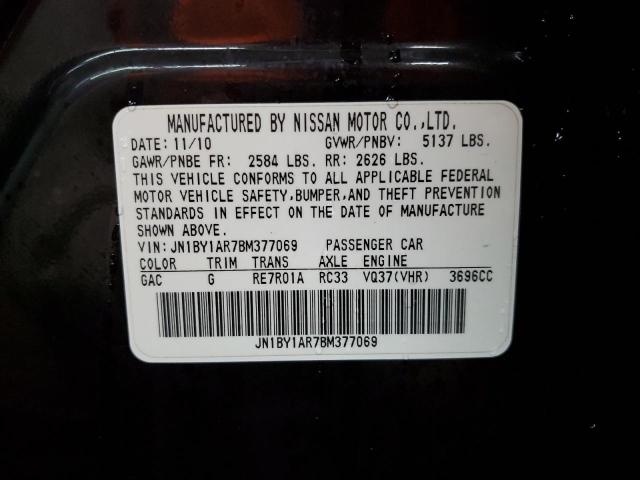 MANUFACTURED BY NISSAN MOTOR CO.,LTD.
DATE: 11/10 GVWR/PNBV: 5137 LBS.
GAWR/PNBE FR: 2584 LBS. RR: 2626 LBS.
THIS VEHICLE CONFORMS TO ALL APPLICABLE FEDERAL
MOTOR VEHICLE SAFETY,BUMPER,AND THEFT PREVENTION
STANDARDS IN EFFECT ON THE DATE OF MANUFACTURE
SHOWN ABOVE.
VIN: JN1BY1AR7BM377069 PASSENGER CAR
COLOR TRIM TRANS AXLE ENGINE
GAC G RE7R01A RC33 VQ37(VHR) 3696CC
JN1BY1AR7BM377069